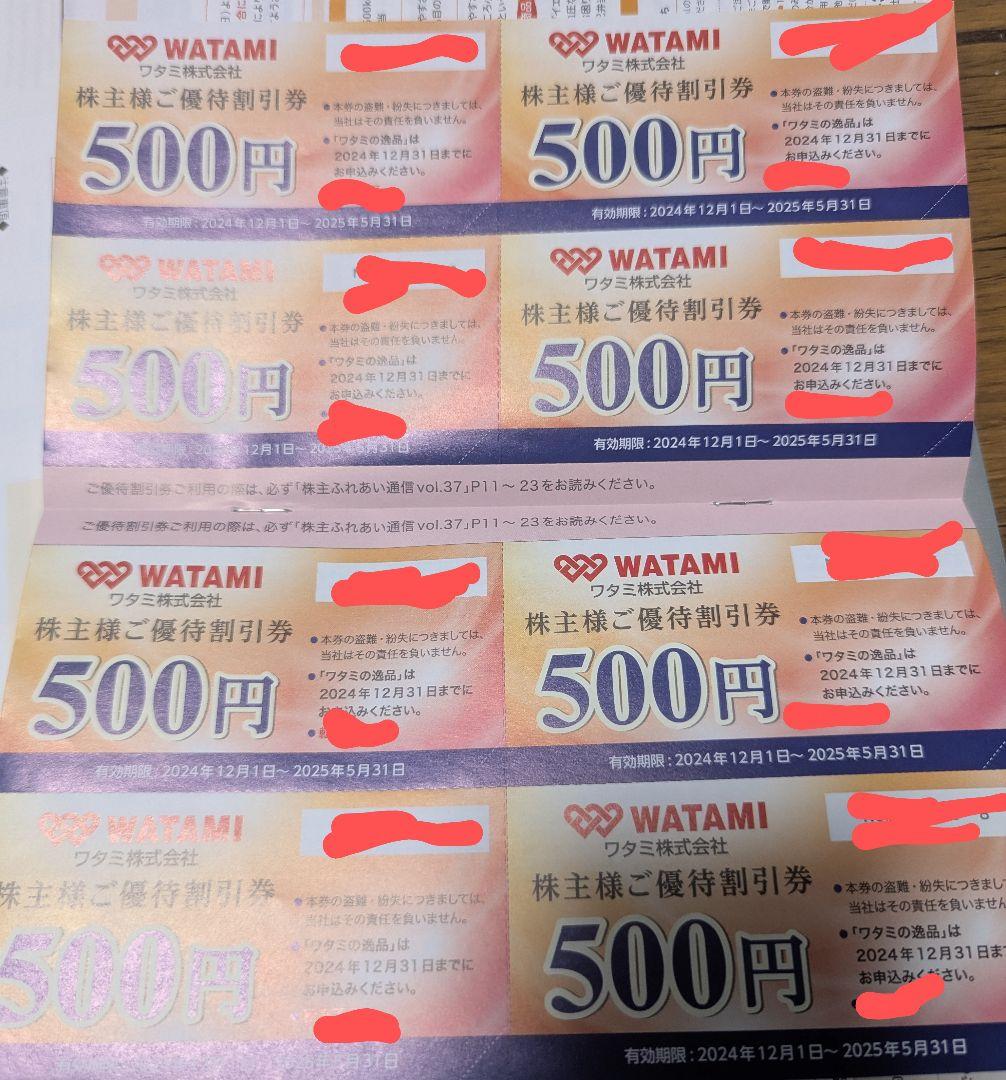 WATAMI
ワタミ株式会社
株主様ご優待割引券
500円
●本券の盗難・紛失につきましては、
当社はその責任を負いません。
●「ワタミの逸品」は
2024年12月31日までに
お申込みください。
有効期限：2024年12月1日～2025年5月31日
WATAMI
ワタミ株式会社
株主様ご優待割引券
500円
●本券の盗難・紛失につきましては、
当社はその責任を負いません。
●「ワタミの逸品」は
2024年12月31日までに
お申込みください。
有効期限：2024年12月1日～2025年5月31日
WATAMI
ワタミ株式会社
株主様ご優待割引券
500円
●本券の盗難・紛失につきましては、
当社はその責任を負いません。
●「ワタミの逸品」は
2024年12月31日までに
お申込みください。
2024年12月1日～2025年5月31日
WATAMI
ワタミ株式会社
株主様ご優待割引券
500円
●本券の盗難・紛失につきましては、
当社はその責任を負いません。
●「ワタミの逸品」は
2024年12月31日までに
お申込みください。
有効期限：2024年12月1日～2025年5月31日
ご優待割引券ご利用の際は、必ず「株主ふれあい通信vol.37」P11～23をお読みください。
ご優待割引券ご利用の際は、必ず「株主ふれあい通信vol.37」P11～23をお読みください。
WATAMI
ワタミ株式会社
株主様ご優待割引券
500円
●本券の盗難・紛失につきましては、
当社はその責任を負いません。
●「ワタミの逸品」は
2024年12月31日までに
お申込みください。
有効期限：2024年12月1日～2025年5月31日
WATAMI
ワタミ株式会社
株主様ご優待割引券
500円
●本券の盗難・紛失につきましては、
当社はその責任を負いません。
●「ワタミの逸品」は
2024年12月31日までに
お申込みください。
有効期限：2024年12月1日～2025年5月31日
WATAMI
ワタミ株式会社
株主様ご優待割引券
500円
●本券の盗難・紛失につきましては、
当社はその責任を負いません。
●「ワタミの逸品」は
2024年12月31日までに
お申込みください。
WATAMI
ワタミ株式会社
株主様ご優待割引券
500円
●本券の盗難・紛失につきまして
当社はその責任を負いません
●「ワタミの逸品」は
2024年12月31日まで
お申込みください。
有効期限：2024年12月1日～2025年5月31日